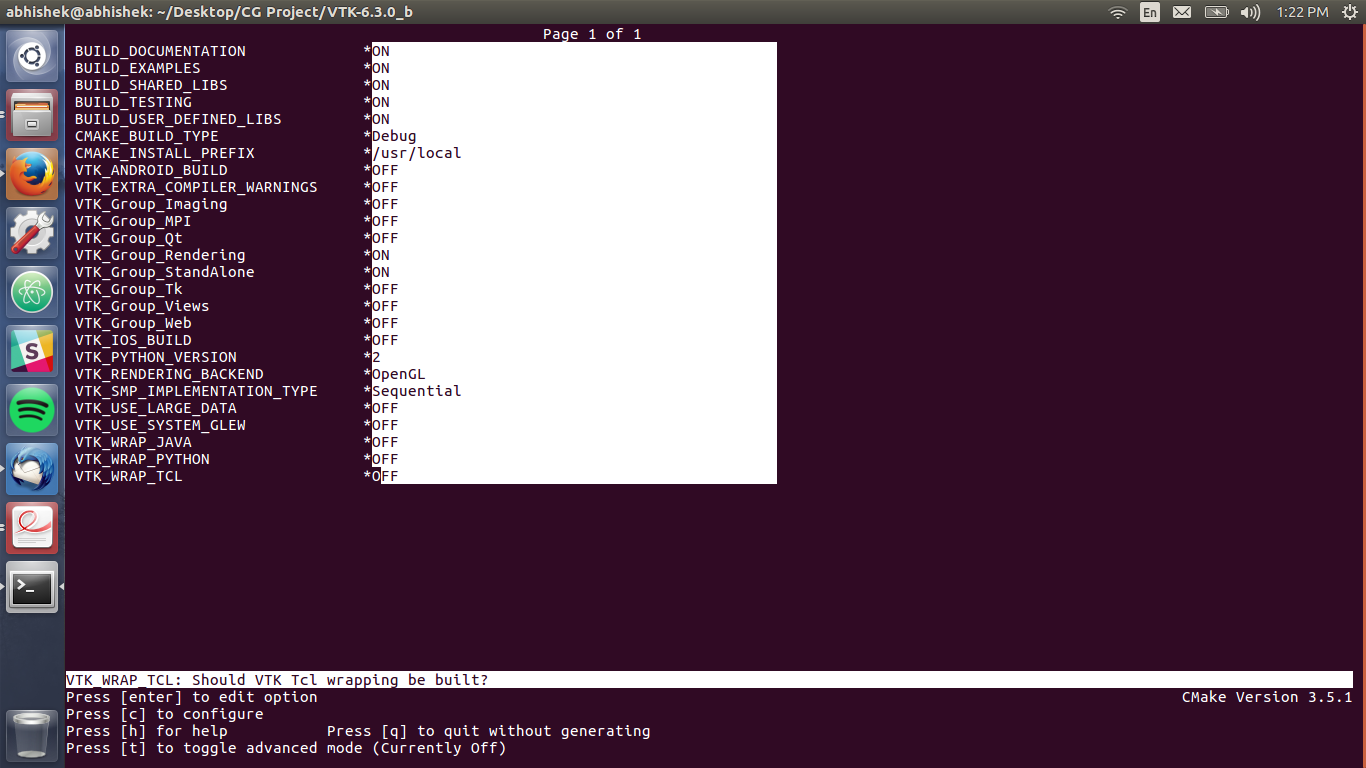 abhishek@abhishek: ~/Desktop/CG Project/VTK-6.3.0_b En 1:22 PM
Page 1 of 1
BUILD_DOCUMENTATION *ON
BUILD_EXAMPLES *ON
BUILD_SHARED_LIBS *ON
BUILD_TESTING *ON
BUILD_USER_DEFINED_LIBS *ON
CMAKE_BUILD_TYPE *Debug
CMAKE_INSTALL_PREFIX */usr/local
VTK_ANDROID_BUILD *OFF
VTK_EXTRA_COMPILER_WARNINGS *OFF
VTK_Group_Imaging *OFF
VTK_Group_MPI *OFF
VTK_Group_Qt *OFF
VTK_Group_Rendering *ON
VTK_Group_StandAlone *ON
VTK_Group_Tk *OFF
VTK_Group_Views *OFF
VTK_Group_Web *OFF
VTK_IOS_BUILD *OFF
VTK_PYTHON_VERSION *2
VTK_RENDERING_BACKEND *OpenGL
VTK_SMP_IMPLEMENTATION_TYPE *Sequential
VTK_USE_LARGE_DATA *OFF
VTK_USE_SYSTEM_GLEW *OFF
VTK_WRAP_JAVA *OFF
VTK_WRAP_PYTHON *OFF
VTK_WRAP_TCL *OFF
VTK_WRAP_TCL: Should VTK Tcl wrapping be built?
Press [enter] to edit option CMake Version 3.5.1
Press [c] to configure
Press [h] for help Press [q] to quit without generating
Press [t] to toggle advanced mode (Currently Off)